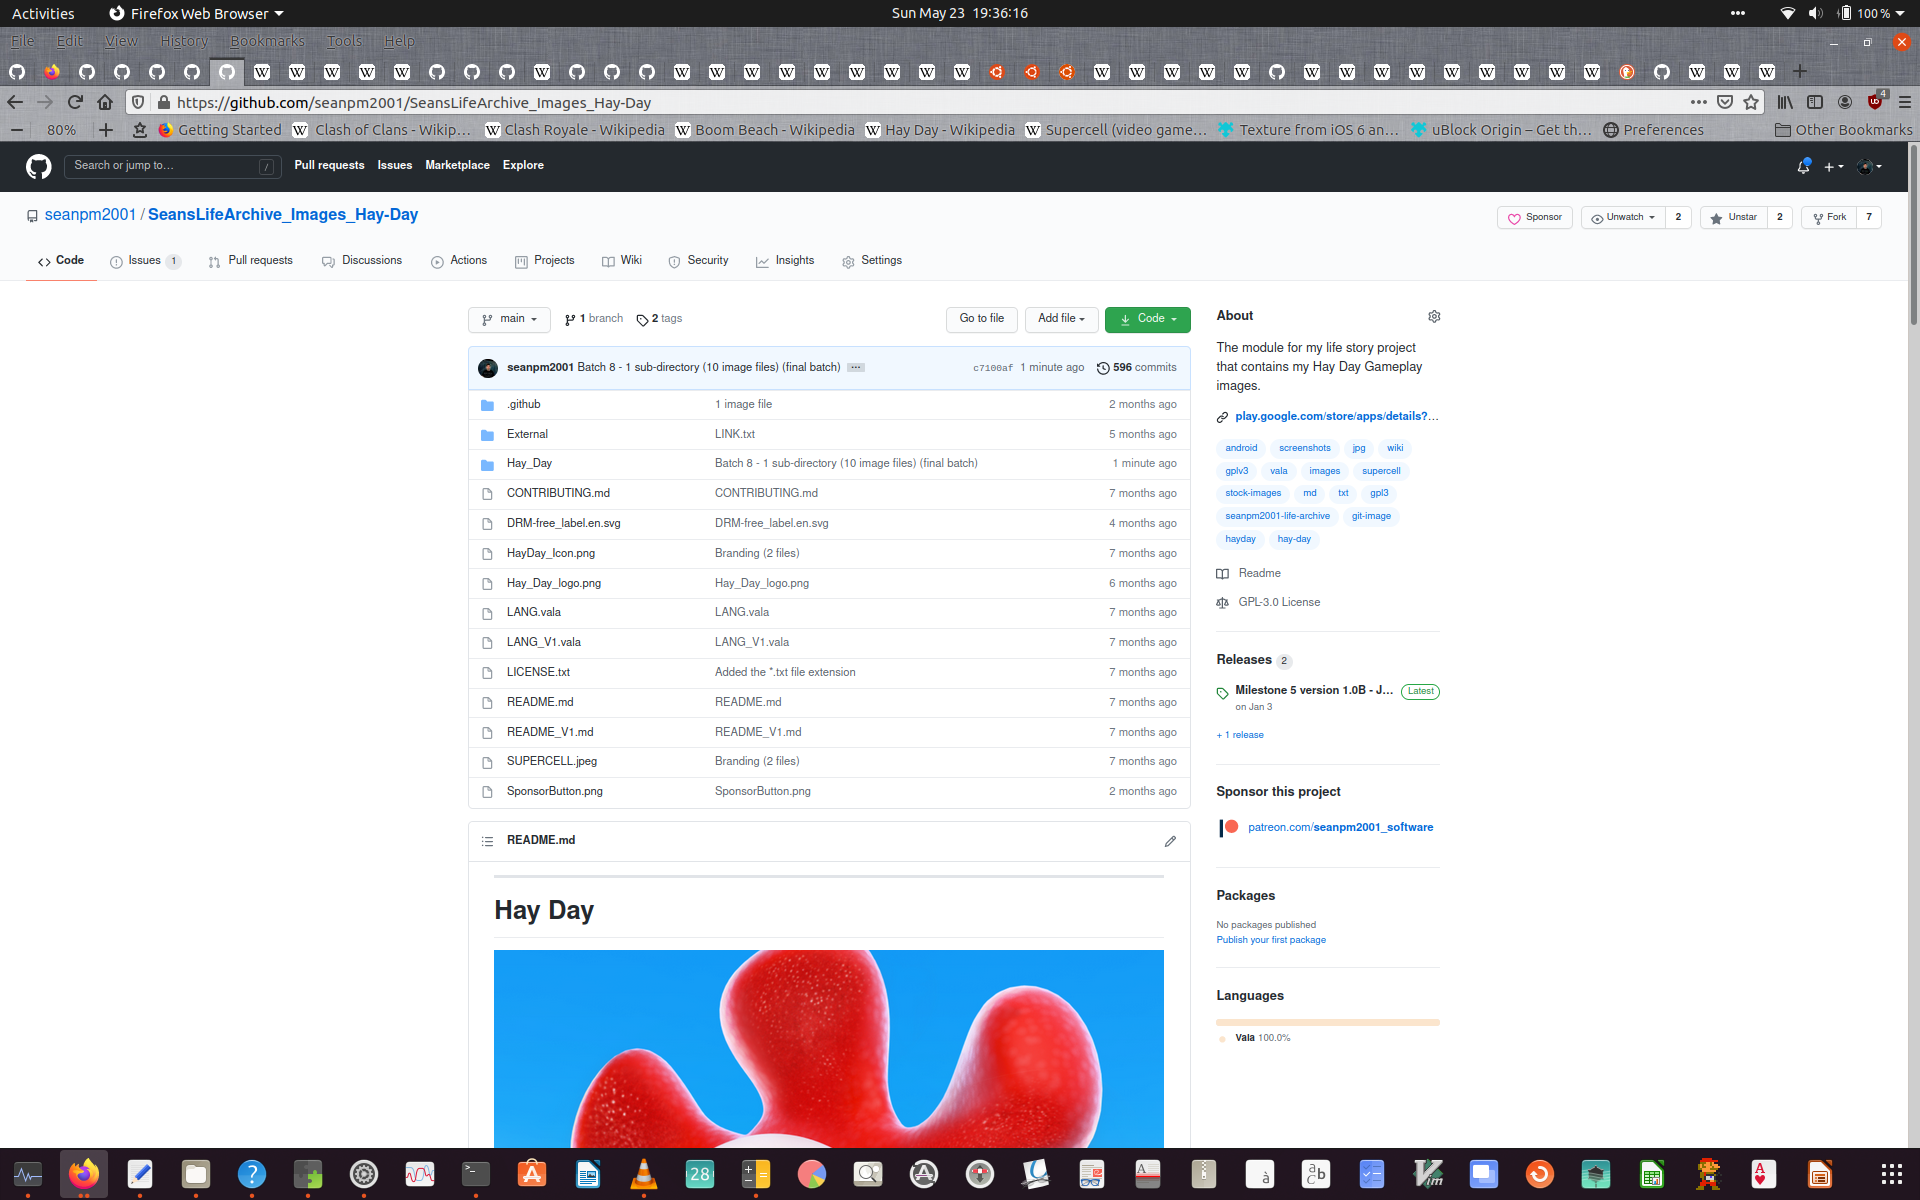 Activities Firefox Web Browser Sun May 23 19:36:16 100 %
File Edit View History Bookmarks Tools Help
https://github.com/seanpm2001/SeansLifeArchive_Images_Hay-Day 4
80% Getting Started Clash of Clans - Wikip… Clash Royale - Wikipedia Boom Beach - Wikipedia Hay Day - Wikipedia Supercell (video game… Texture from iOS 6 an… uBlock Origin – Get th… Preferences Other Bookmarks
Search or jump to… / Pull requests Issues Marketplace Explore
seanpm2001 / SeansLifeArchive_Images_Hay-Day Sponsor Unwatch 2 Unstar 2 Fork 7
Code Issues 1 Pull requests Discussions Actions Projects Wiki Security Insights Settings
main 1 branch 2 tags Go to file Add file Code
seanpm2001 Batch 8 - 1 sub-directory (10 image files) (final batch) ... c7100af 1 minute ago 596 commits
.github 1 image file 2 months ago
External LINK.txt 5 months ago
Hay_Day Batch 8 - 1 sub-directory (10 image files) (final batch) 1 minute ago
CONTRIBUTING.md CONTRIBUTING.md 7 months ago
DRM-free_label.en.svg DRM-free_label.en.svg 4 months ago
HayDay_Icon.png Branding (2 files) 7 months ago
Hay_Day_logo.png Hay_Day_logo.png 6 months ago
LANG.vala LANG.vala 7 months ago
LANG_V1.vala LANG_V1.vala 7 months ago
LICENSE.txt Added the *.txt file extension 7 months ago
README.md README.md 7 months ago
README_V1.md README_V1.md 7 months ago
SUPERCELL.jpeg Branding (2 files) 7 months ago
SponsorButton.png SponsorButton.png 2 months ago
README.md
Hay Day
About
The module for my life story project
that contains my Hay Day Gameplay
images.
play.google.com/store/apps/details?…
android screenshots jpg wiki
gplv3 vala images supercell
stock-images md txt gpl3
seanpm2001-life-archive git-image
hayday hay-day
Readme
GPL-3.0 License
Releases 2
Milestone 5 version 1.0B - J… Latest
on Jan 3
+ 1 release
Sponsor this project
patreon.com/seanpm2001_software
Packages
No packages published
Publish your first package
Languages
Vala 100.0%
28